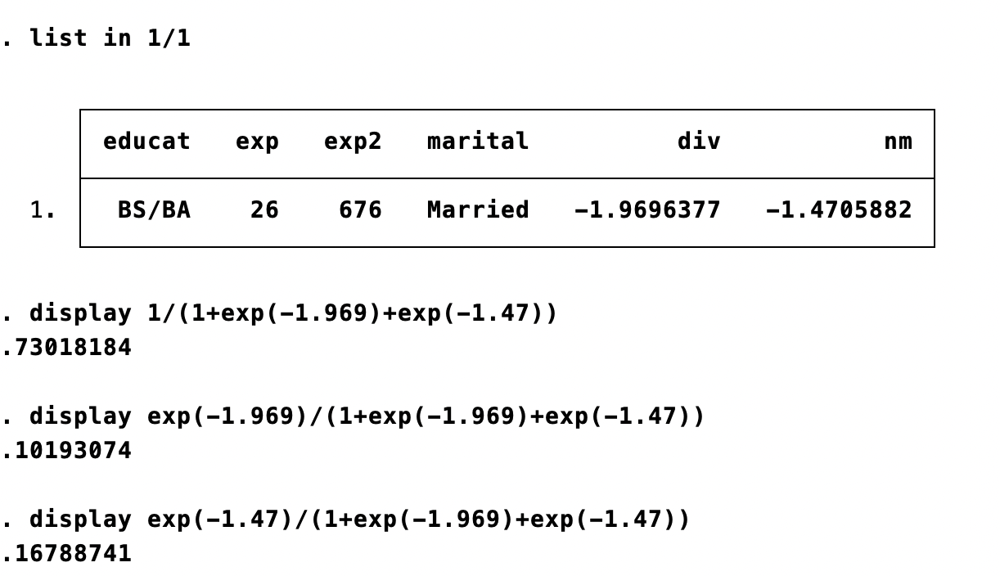 . list in 1/1
educat exp exp2 marital div nm
1. BS/BA 26 676 Married -1.9696377 -1.4705882
. display 1/(1+exp(-1.969)+exp(-1.47))
.73018184
. display exp(-1.969)/(1+exp(-1.969)+exp(-1.47))
.10193074
. display exp(-1.47)/(1+exp(-1.969)+exp(-1.47))
.16788741